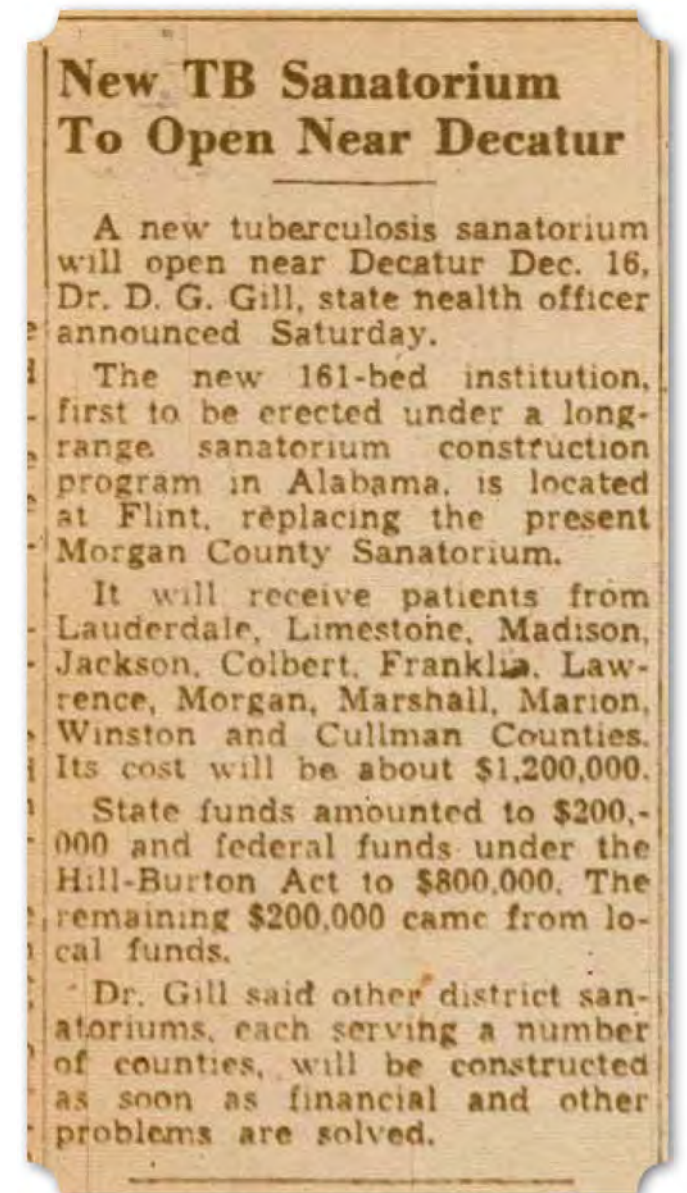 New TB Sanatorium
To Open Near Decatur
A new tuberculosis sanatorium
will open near Decatur Dec. 16,
Dr. D. G. Gill, state health officer
announced Saturday.
The new 161-bed institution,
first to be erected under a long-
range sanatorium construction
program in Alabama, is located
at Flint, replacing the present
Morgan County Sanatorium.
It will receive patients from
Lauderdale, Limestone, Madison,
Jackson, Colbert, Franklin, Law-
rence, Morgan, Marshall, Marion,
Winston and Cullman Counties.
Its cost will be about $1,200,000.
State funds amounted to $200,-
000 and federal funds under the
Hill-Burton Act to $800,000. The
remaining $200,000 came from lo-
cal funds.
Dr. Gill said other district san-
atoriums, each serving a number
of counties, will be constructed
as soon as financial and other
problems are solved.